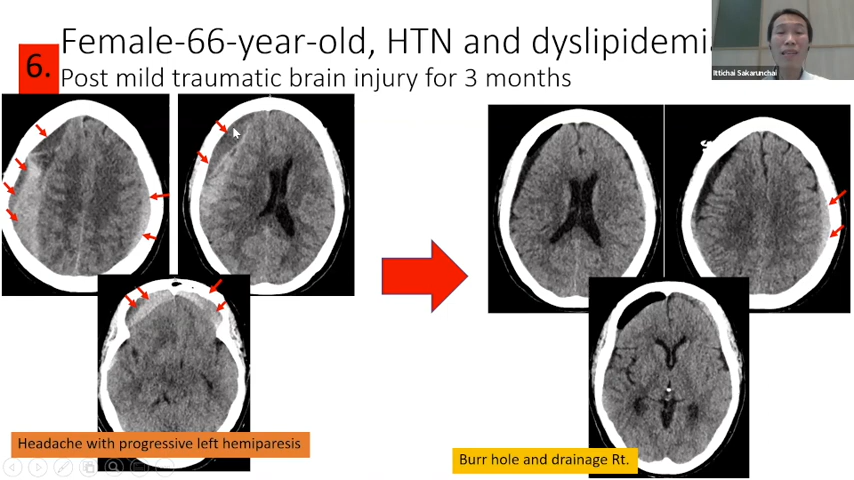 6.
Female-66-year-old, HTN and dyslipidemia
Post mild traumatic brain injury for 3 months
Ittichai Sakarunchai
Headache with progressive left hemiparesis
Burr hole and drainage Rt.